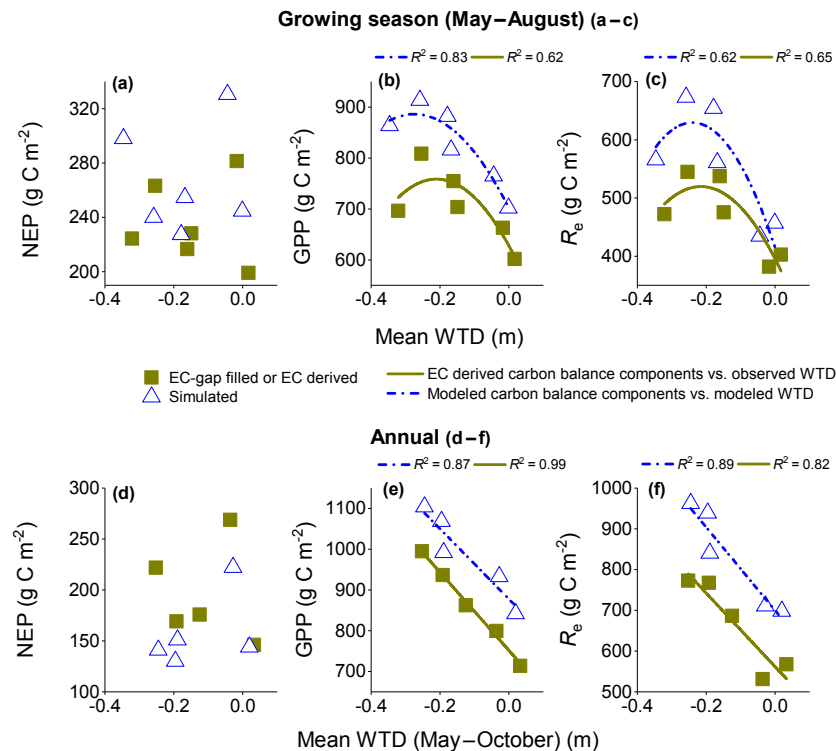 Growing season (May–August) (a–c)
R² = 0.83 R² = 0.62 R² = 0.62 R² = 0.65
(a) (b) (c)
NEP (g C m⁻²)
320
280
240
200
-0.4 -0.2 0.0
GPP (g C m⁻²)
900
800
700
600
-0.4 -0.2 0.0
Rₑ (g C m⁻²)
700
600
500
400
-0.4 -0.2 0.0
Mean WTD (m)
EC-gap filled or EC derived
Simulated
EC derived carbon balance components vs. observed WTD
Modeled carbon balance components vs. modeled WTD
Annual (d–f)
R² = 0.87 R² = 0.99 R² = 0.89 R² = 0.82
(d) (e) (f)
NEP (g C m⁻²)
300
250
200
150
100
-0.4 -0.2 0.0
GPP (g C m⁻²)
1100
1000
900
800
700
-0.4 -0.2 0.0
Rₑ (g C m⁻²)
1000
900
800
700
600
500
-0.4 -0.2 0.0
Mean WTD (May–October) (m)